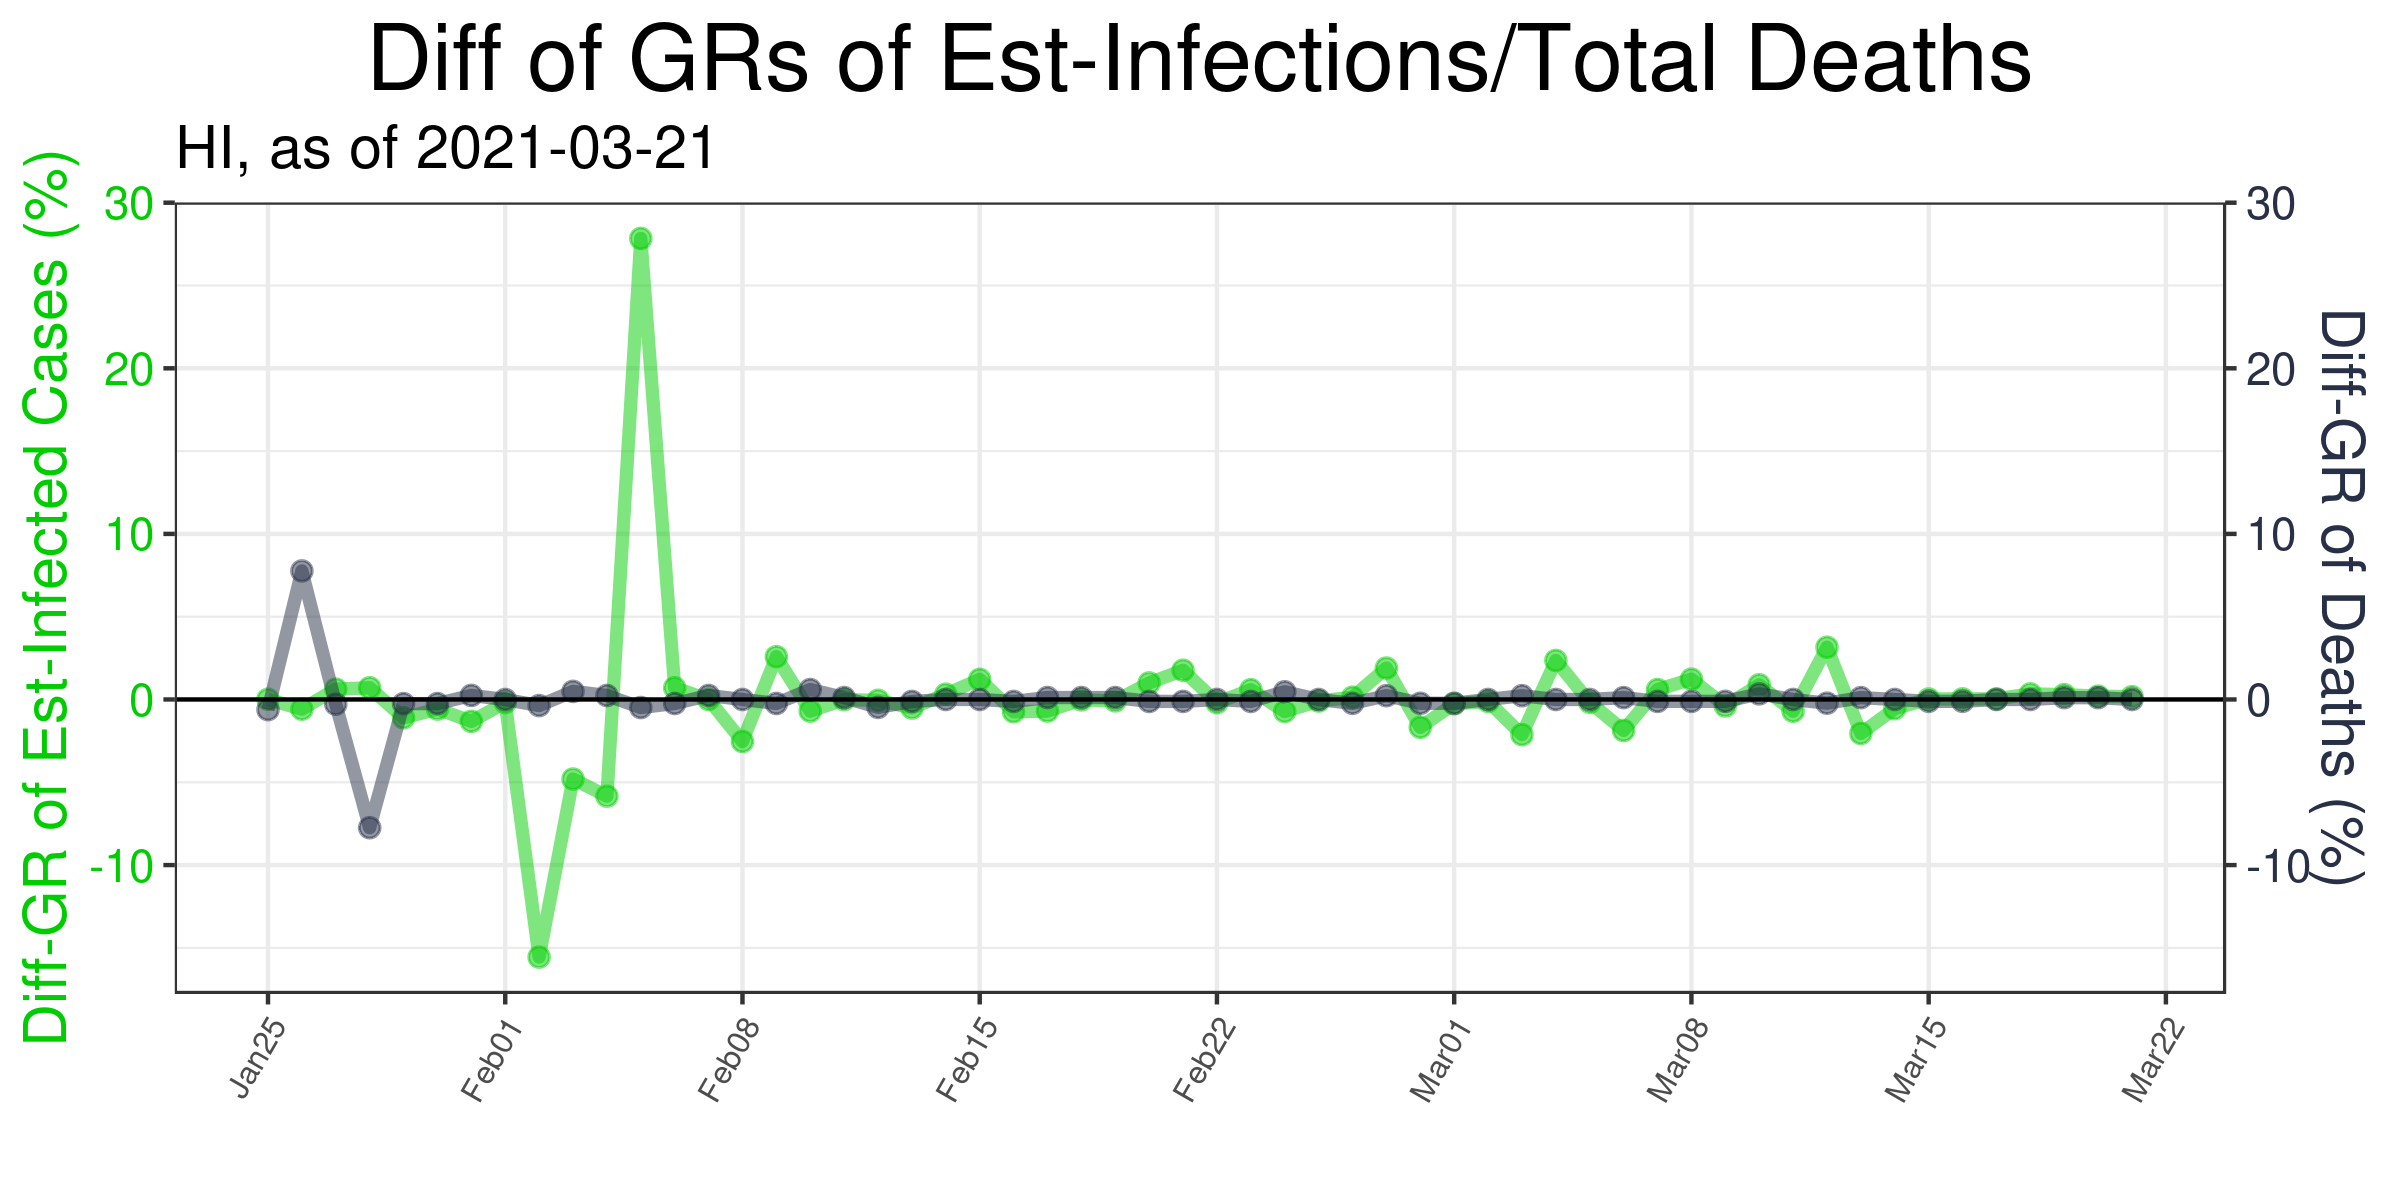 Diff of GRs of Est-Infections/Total Deaths
HI, as of 2021-03-21
Diff-GR of Est-Infected Cases (%)
30
20
10
0
-10
30
20
10
0
-10
Diff-GR of Deaths (%)
Jan25
Feb01
Feb08
Feb15
Feb22
Mar01
Mar08
Mar15
Mar22